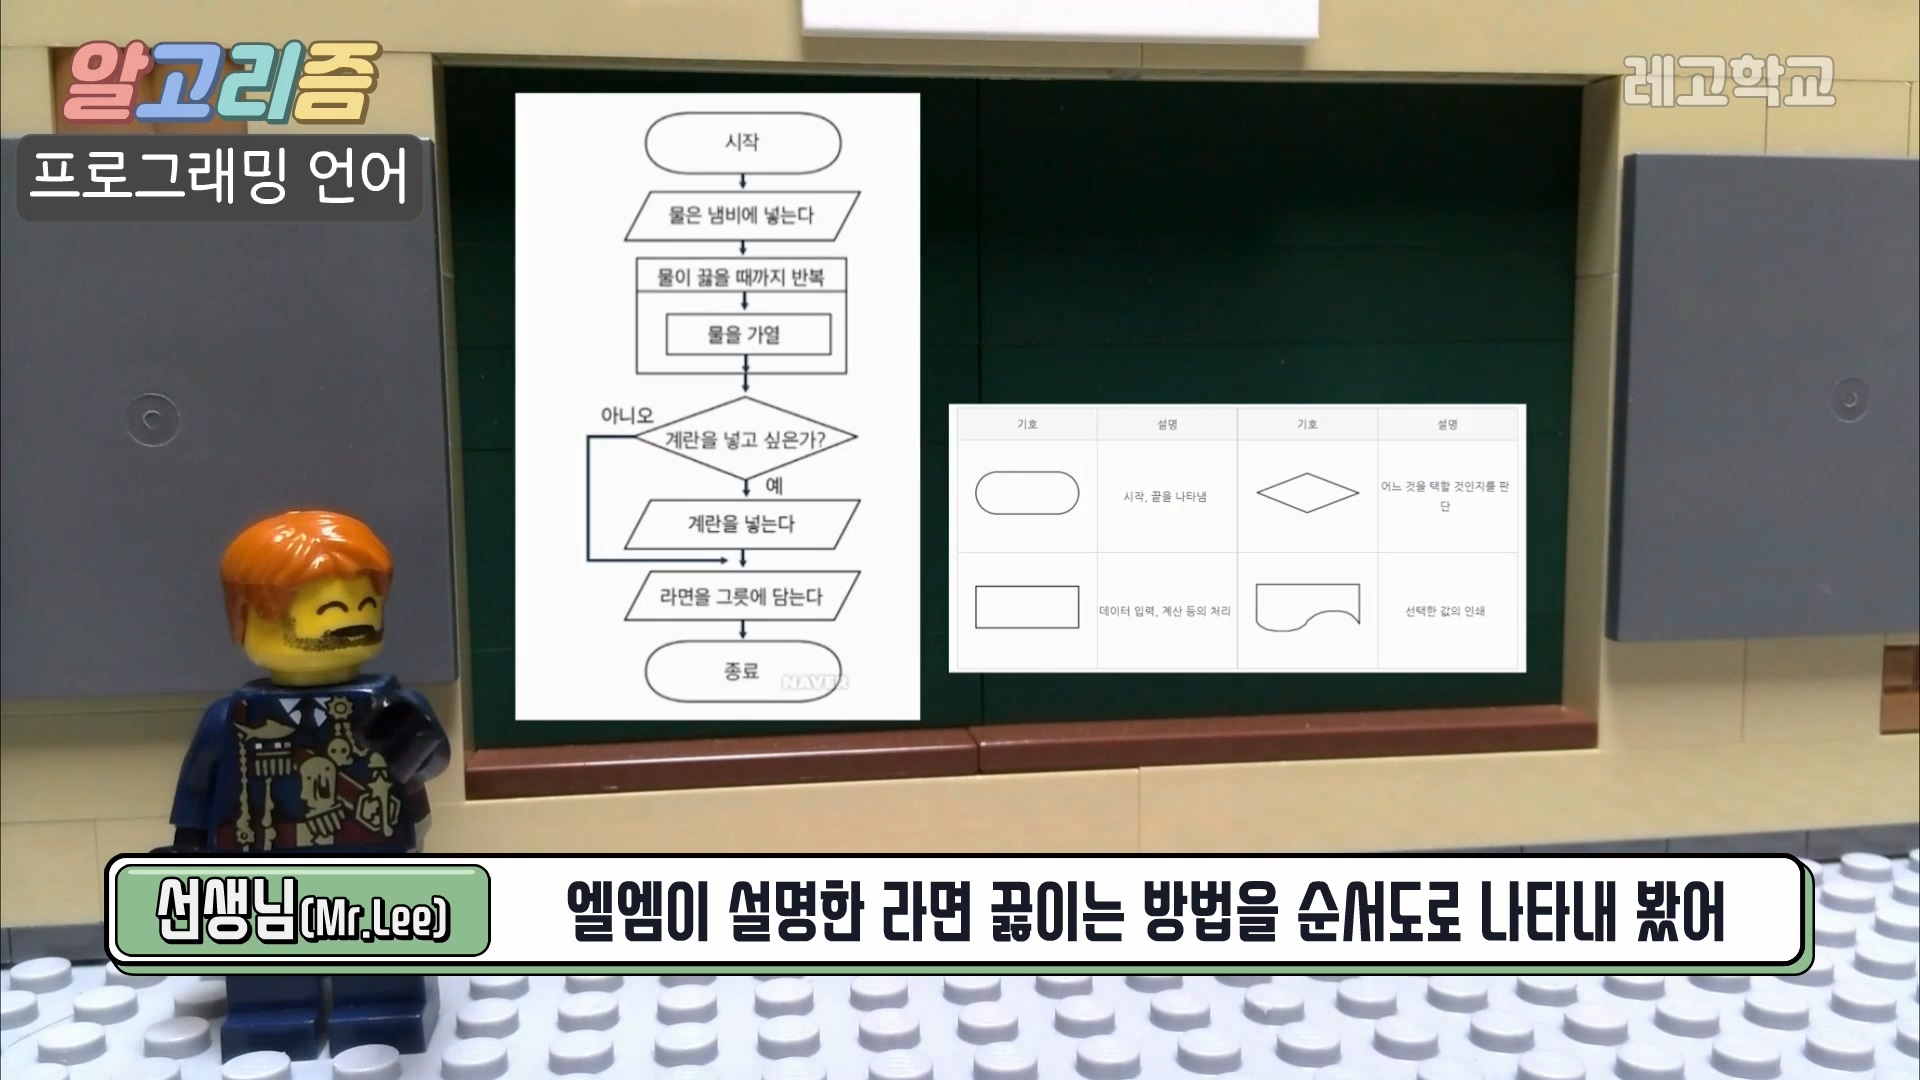 알고리즘
프로그래밍 언어
레고학교
시작
물은 냄비에 넣는다
물이 끓을 때까지 반복
물을 가열
아니오
계란을 넣고 싶은가?
예
계란을 넣는다
라면을 그릇에 담는다
종료
NAVER
기호 설명 기호 설명
시작, 끝을 나타냄
어느 것을 택할 것인지를 판
단
데이터 입력, 계산 등의 처리
선택한 값의 인쇄
선생님(Mr.Lee)
엘엠이 설명한 라면 끓이는 방법을 순서도로 나타내 봤어